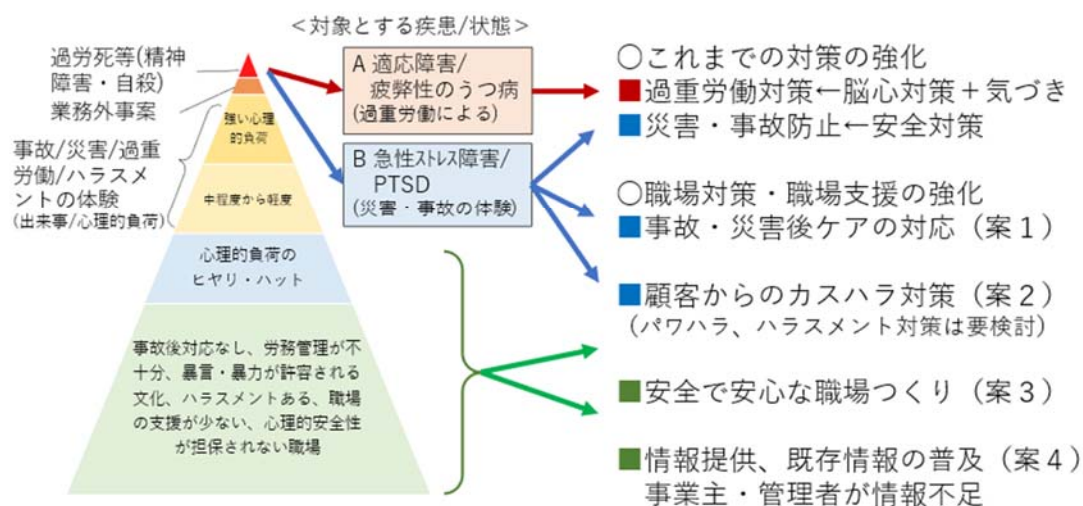 ＜対象とする疾患/状態＞
過労死等(精神
障害・自殺)
業務外事案
事故/災害/過重
労働/ハラスメ
ントの体験
(出来事/心理的負荷)
強い心理
的負荷
中程度から軽度
心理的負荷の
ヒヤリ・ハット
事故後対応なし、労務管理が不
十分、暴言・暴力が許容される
文化、ハラスメントある、職場
の支援が少ない、心理的安全性
が担保されない職場
A 適応障害/
疲弊性のうつ病
(過重労働による)
B 急性ストレス障害/
PTSD
(災害・事故の体験)
○これまでの対策の強化
■過重労働対策←脳心対策＋気づき
■災害・事故防止←安全対策
○職場対策・職場支援の強化
■事故・災害後ケアの対応（案１）
■顧客からのカスハラ対策（案２）
（パワハラ、ハラスメント対策は要検討）
■安全で安心な職場つくり（案３）
■情報提供、既存情報の普及（案４）
事業主・管理者が情報不足